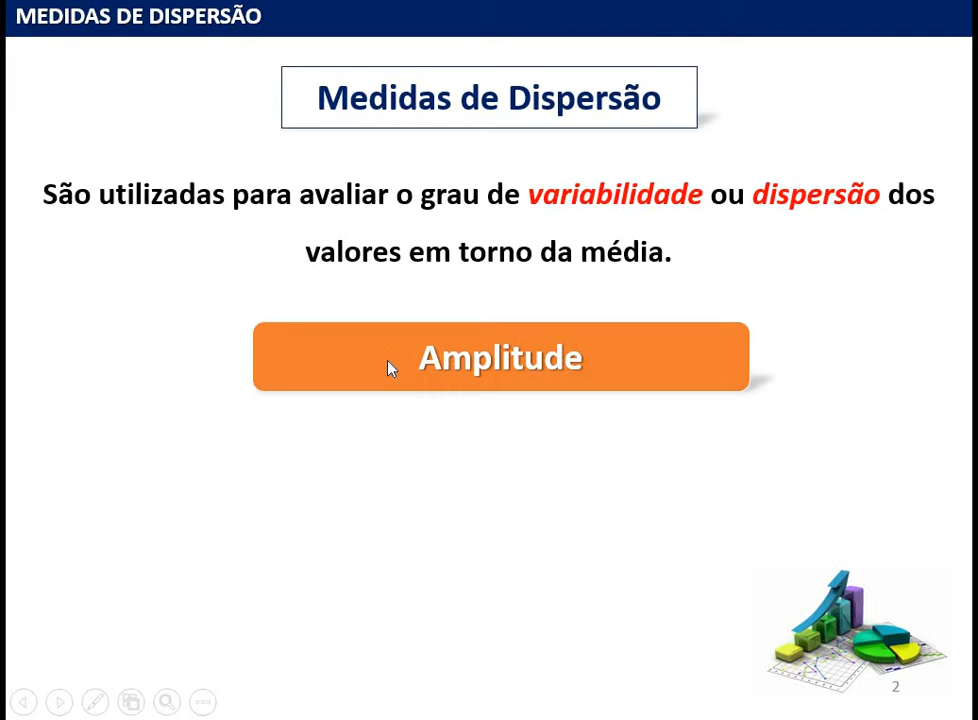 MEDIDAS DE DISPERSÃO
Medidas de Dispersão
São utilizadas para avaliar o grau de variabilidade ou dispersão dos
valores em torno da média.
Amplitude
2